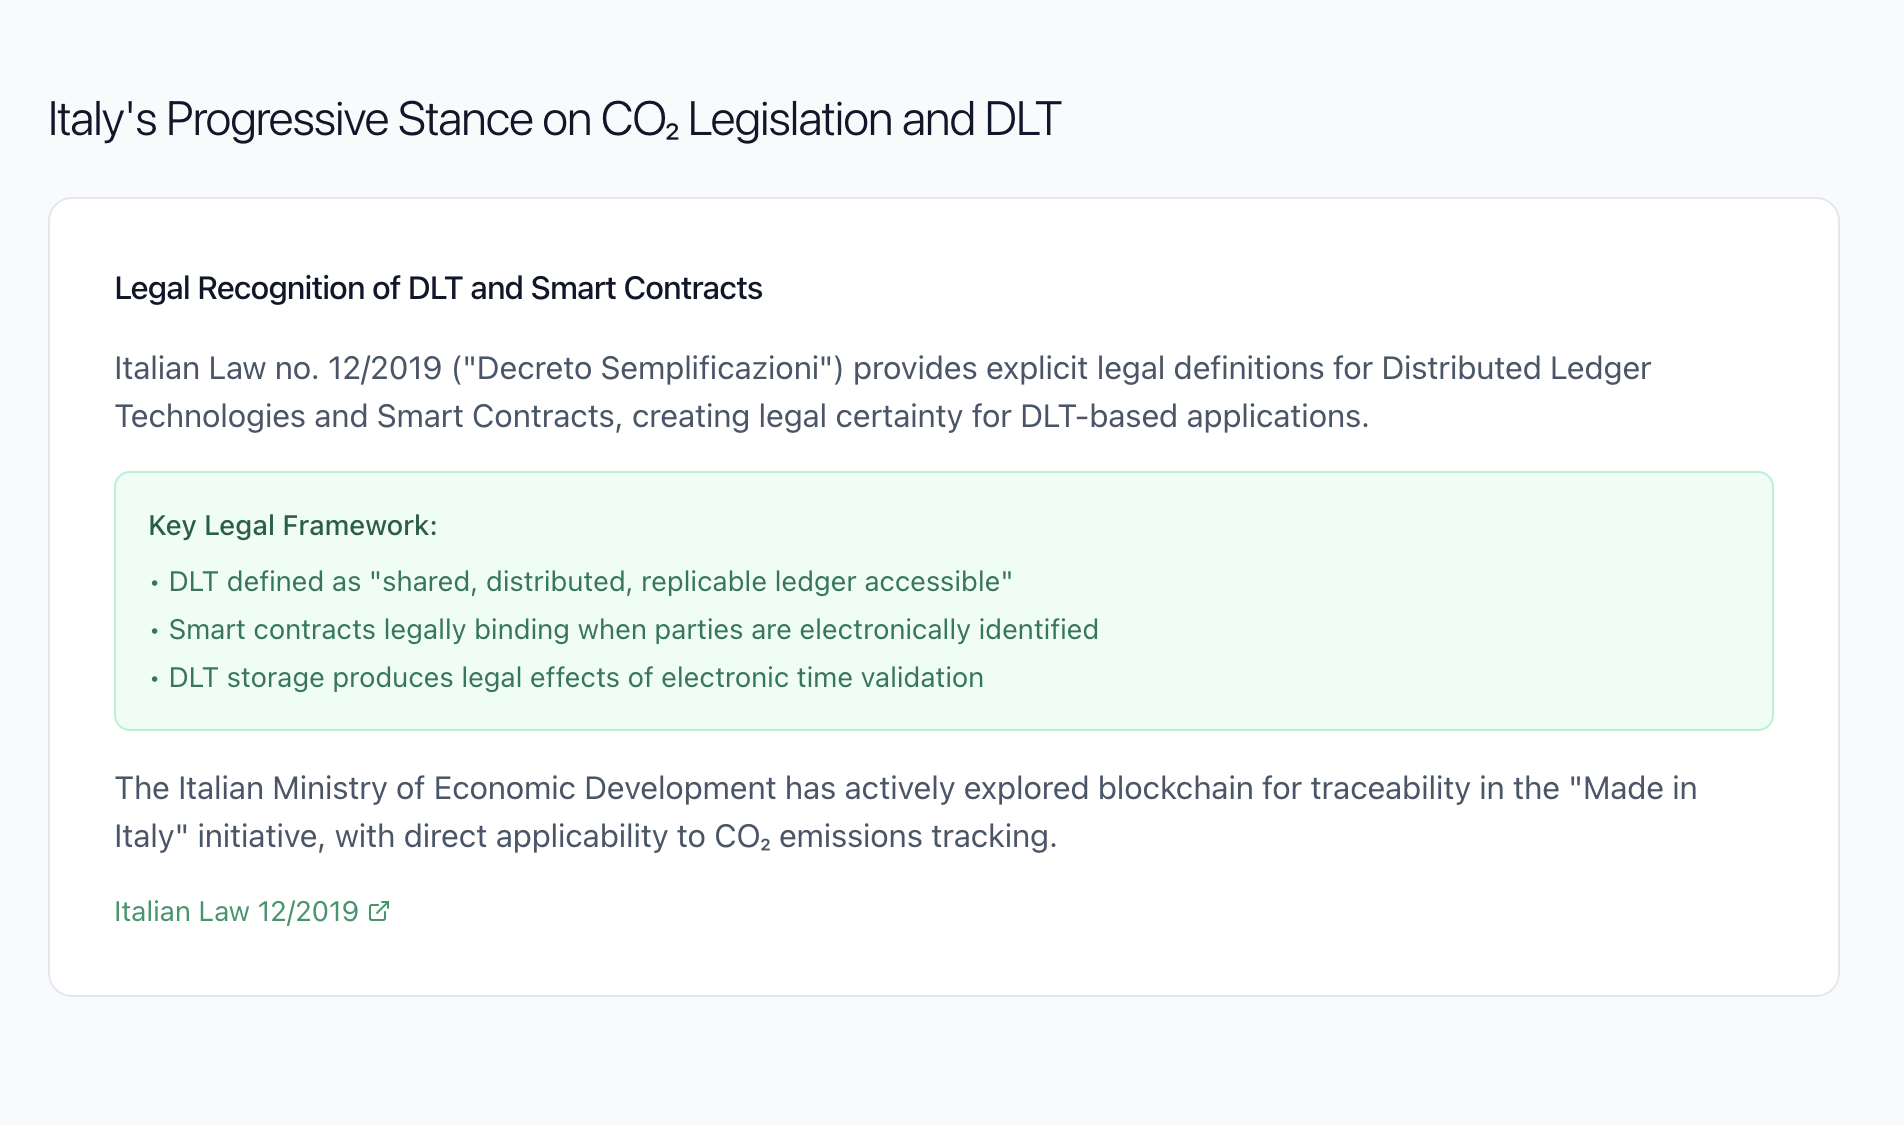 Italy's Progressive Stance on CO₂ Legislation and DLT
Legal Recognition of DLT and Smart Contracts
Italian Law no. 12/2019 ("Decreto Semplificazioni") provides explicit legal definitions for Distributed Ledger
Technologies and Smart Contracts, creating legal certainty for DLT-based applications.
Key Legal Framework:
• DLT defined as "shared, distributed, replicable ledger accessible"
• Smart contracts legally binding when parties are electronically identified
• DLT storage produces legal effects of electronic time validation
The Italian Ministry of Economic Development has actively explored blockchain for traceability in the "Made in
Italy" initiative, with direct applicability to CO₂ emissions tracking.
Italian Law 12/2019